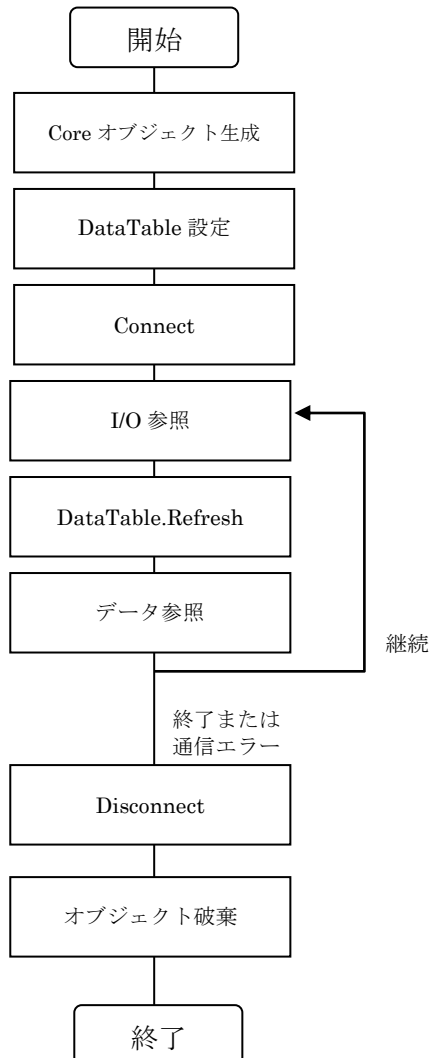 開始
Core オブジェクト生成
DataTable 設定
Connect
I/O 参照
DataTable.Refresh
データ参照
継続
終了または
通信エラー
Disconnect
オブジェクト破棄
終了